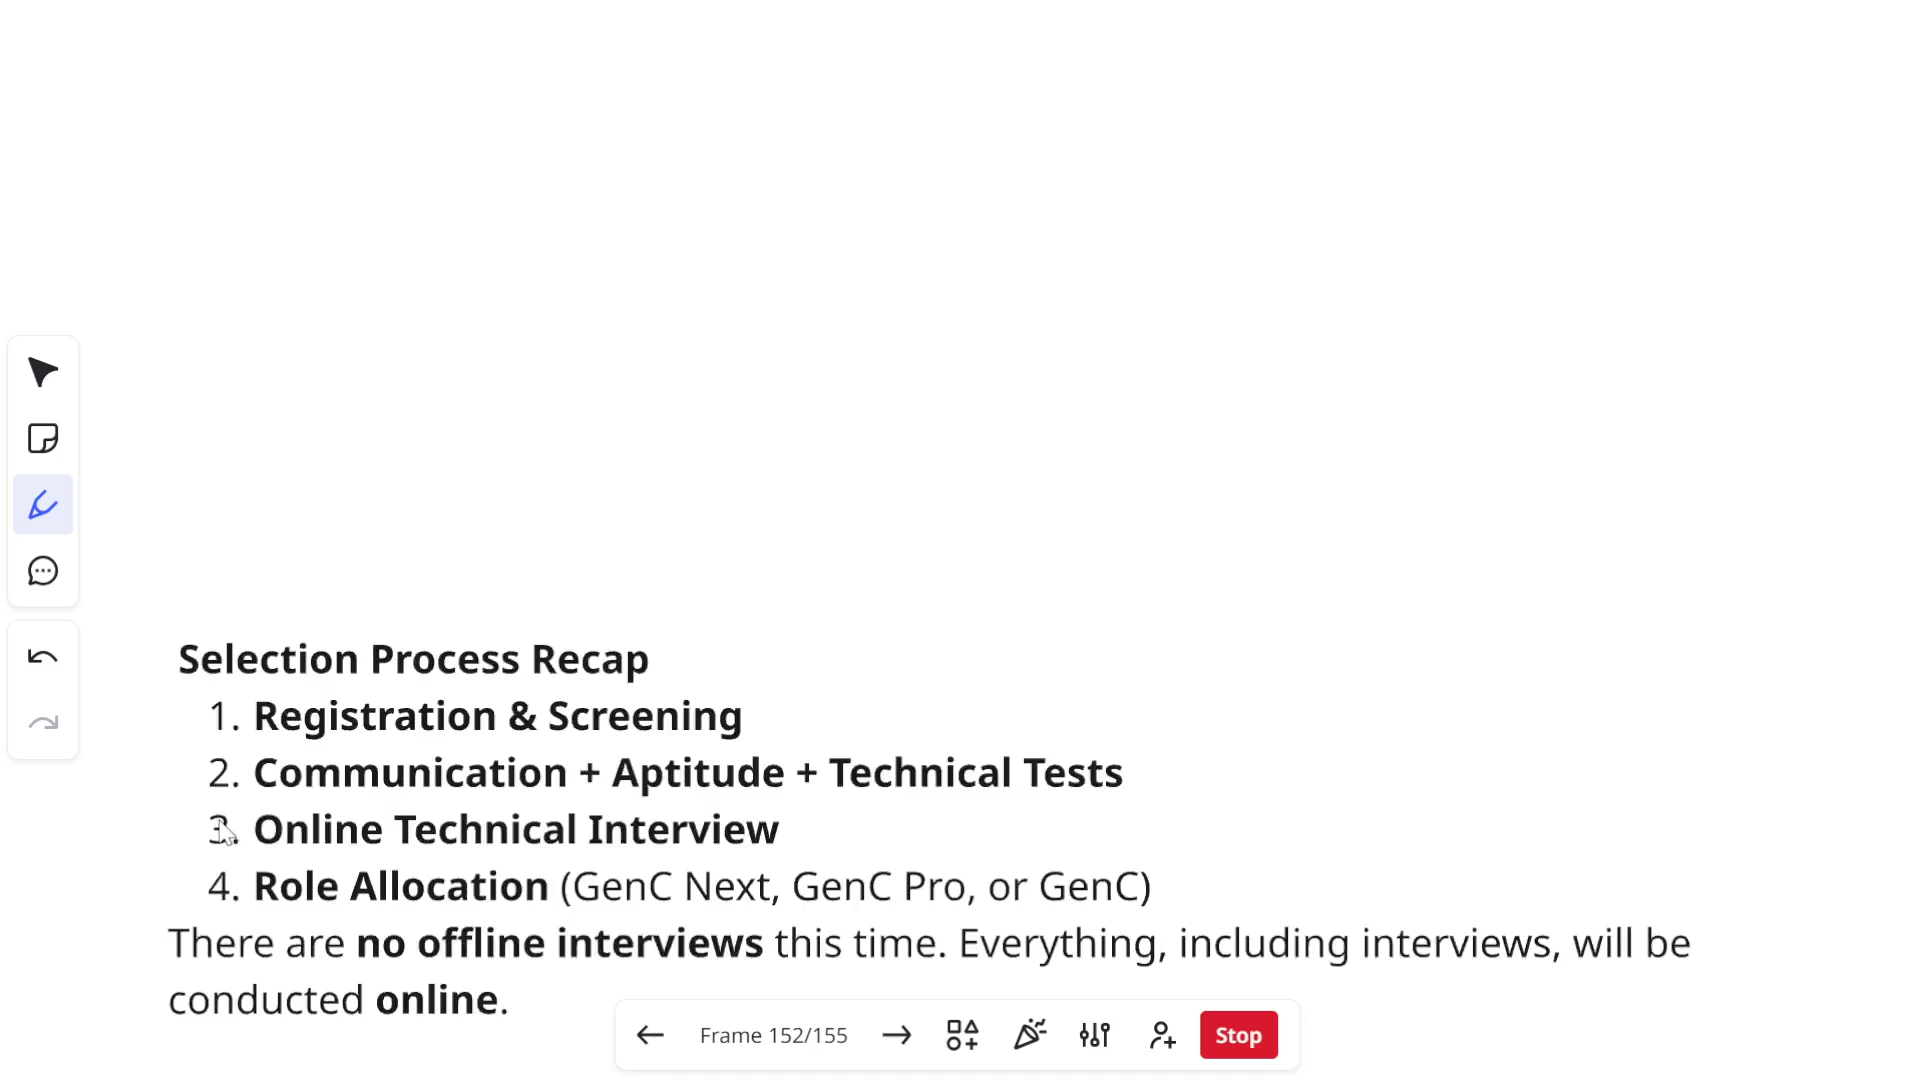 Selection Process Recap
1. Registration & Screening
2. Communication + Aptitude + Technical Tests
3. Online Technical Interview
4. Role Allocation (GenC Next, GenC Pro, or GenC)
There are no offline interviews this time. Everything, including interviews, will be
conducted online.
Frame 152/155
Stop